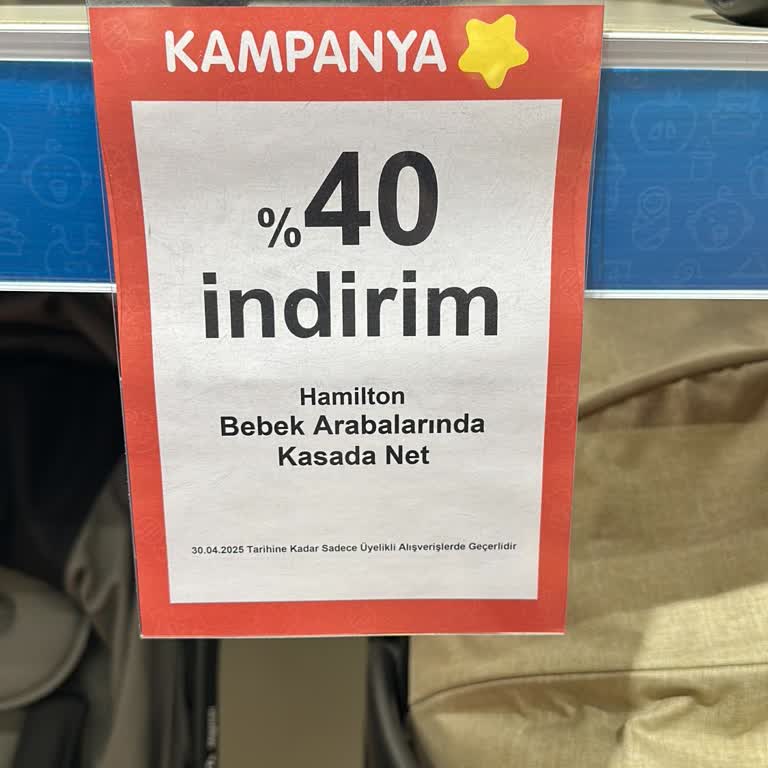 KAMPANYA
%40
indirim
Hamilton
Bebek Arabalarında
Kasada Net
30.04.2025 Tarihine Kadar Sadece Üyelikli Alışverişlerde Geçerlidir